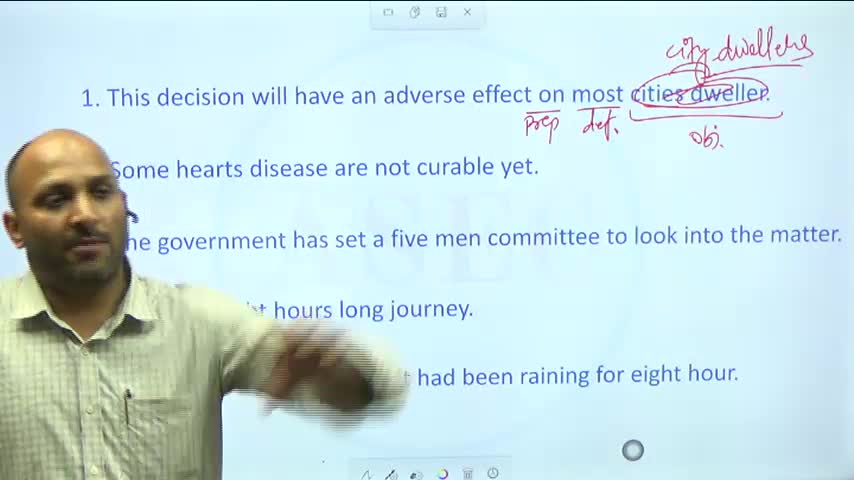 city dwellers
1. This decision will have an adverse effect on most cities dweller.
prep def. obj.
Some hearts disease are not curable yet.
he government has set a five men committee to look into the matter.
ht hours long journey.
t had been raining for eight hour.
ASEC